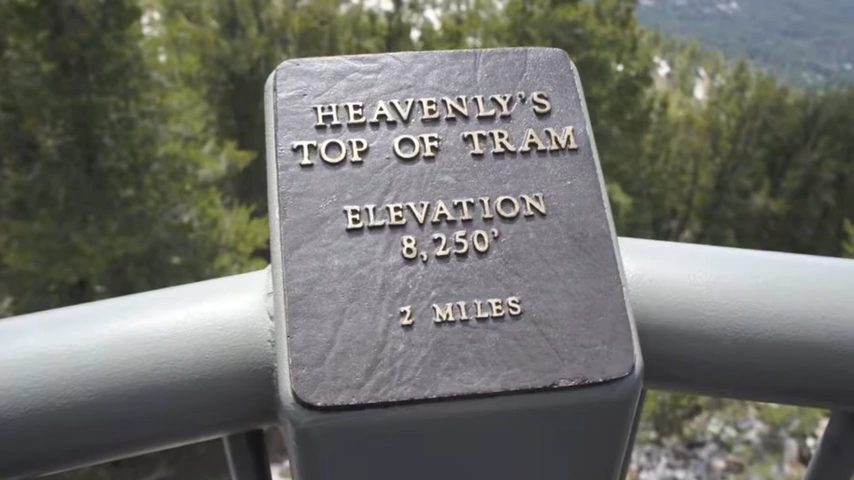 HEAVENLY'S
TOP OF TRAM
ELEVATION
8,250'
2 MILES